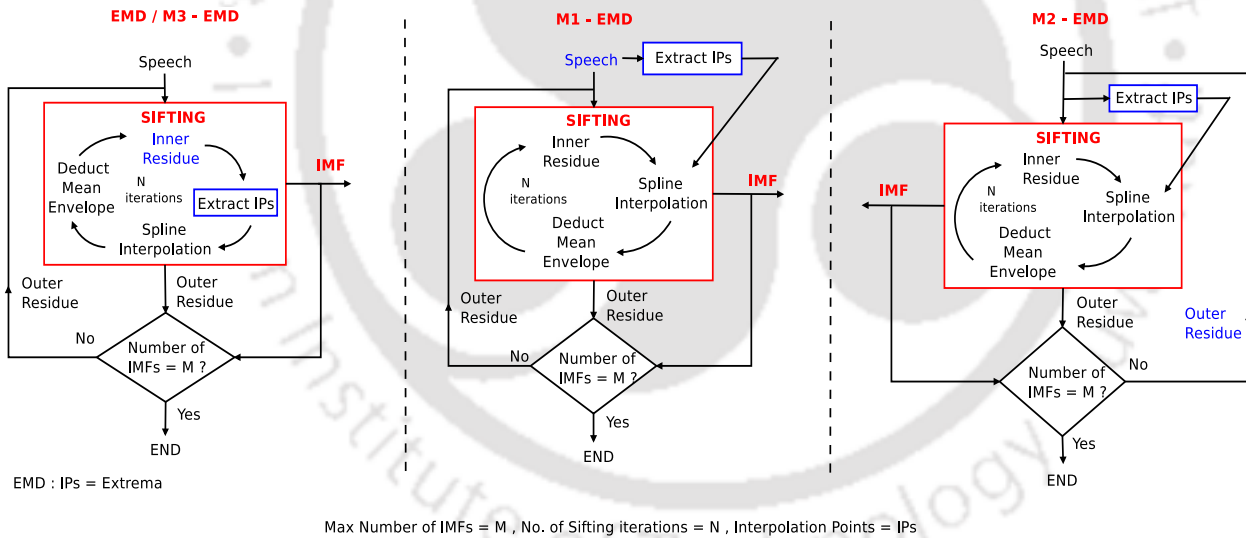 EMD / M3 - EMD
Speech
SIFTING
Inner
Residue
Deduct
Mean
Envelope
N
iterations
Extract IPs
Spline
Interpolation
IMF
Outer
Residue
Outer
Residue
No
Number of
IMFs = M ?
Yes
END
EMD : IPs = Extrema
M1 - EMD
Speech
Extract IPs
SIFTING
Inner
Residue
N
iterations
Spline
Interpolation
Deduct
Mean
Envelope
IMF
Outer
Residue
Outer
Residue
No
Number of
IMFs = M ?
Yes
END
M2 - EMD
Speech
Extract IPs
SIFTING
Inner
Residue
N
iterations
Spline
Interpolation
Deduct
Mean
Envelope
IMF
Outer
Residue
Outer
Residue
Number of
IMFs = M ?
No
Yes
END
Max Number of IMFs = M , No. of Sifting iterations = N , Interpolation Points = IPs